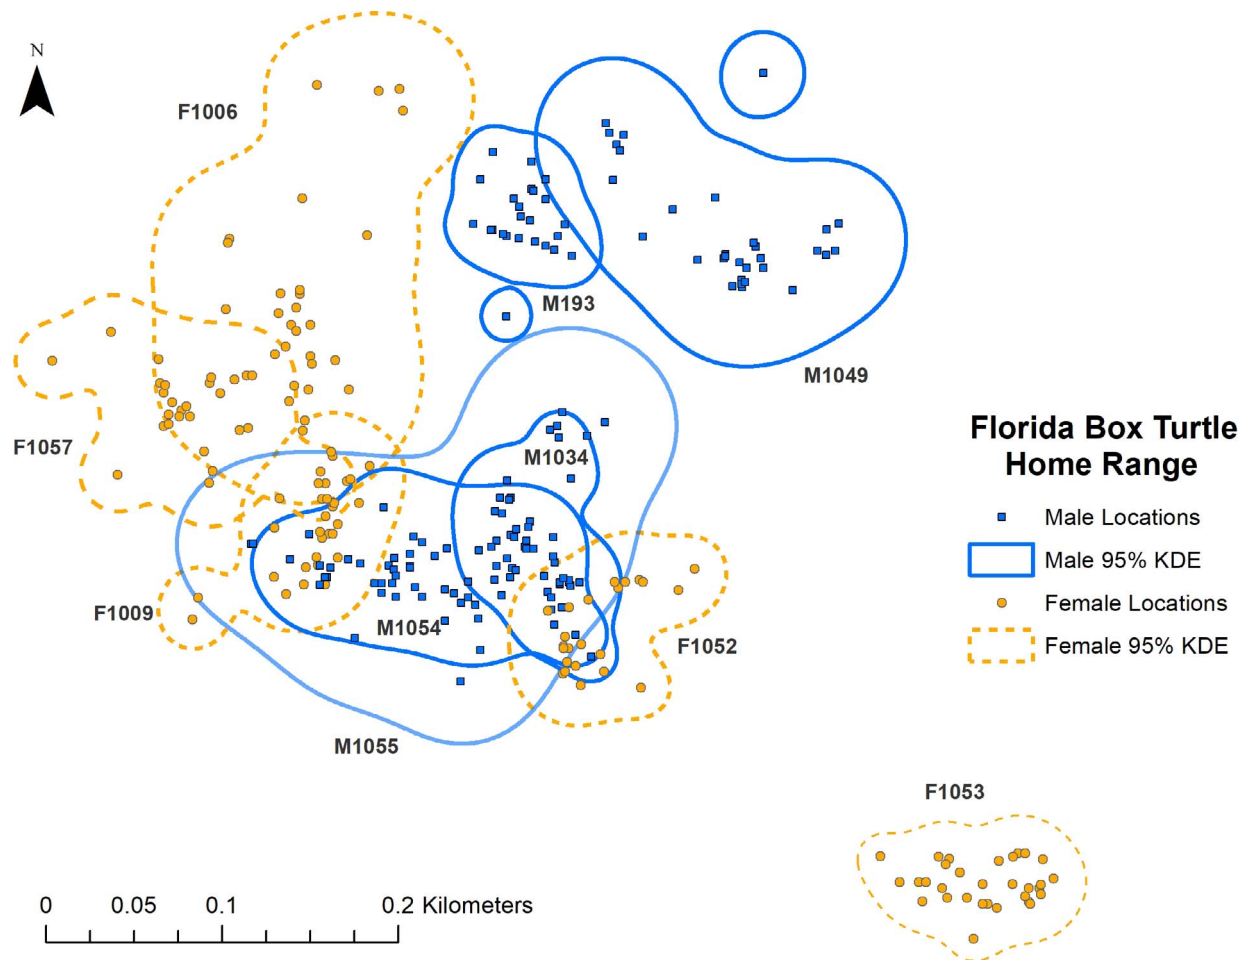 N
F1006
M193
M1049
F1057
M1034
F1009
M1054
F1052
M1055
F1053
Florida Box Turtle
Home Range
Male Locations
Male 95% KDE
Female Locations
Female 95% KDE
0 0.05 0.1 0.2 Kilometers